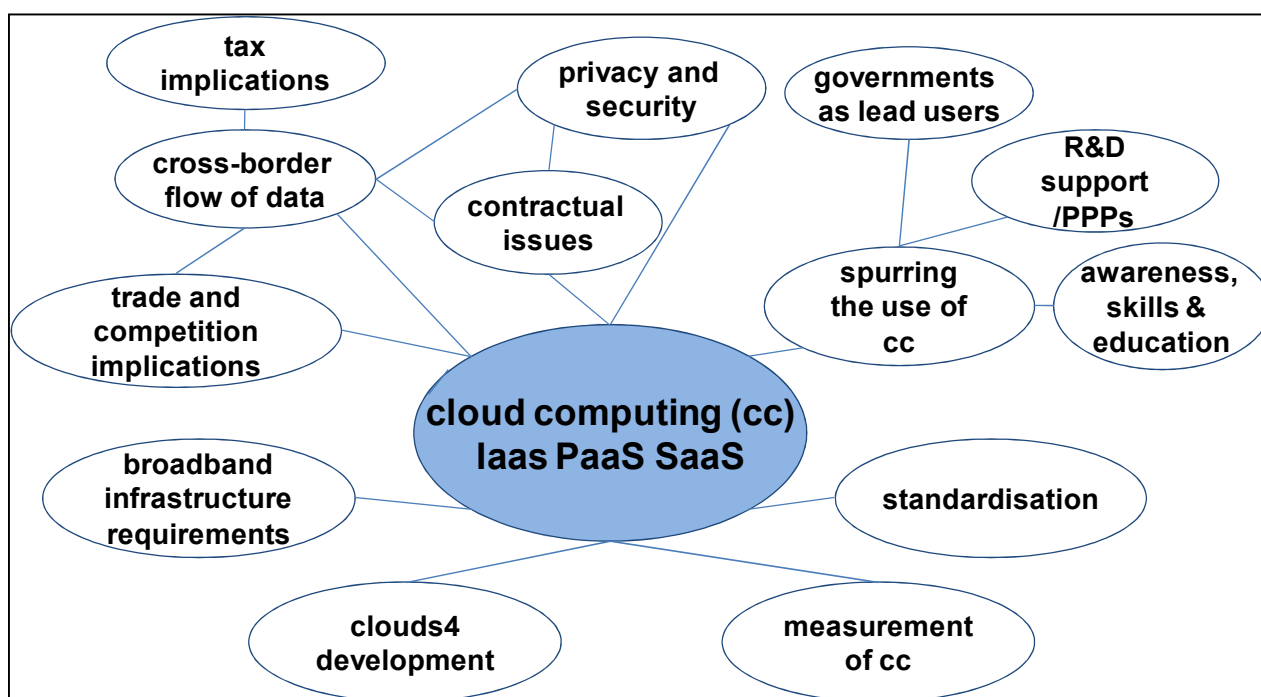 tax
implications
privacy and
security
governments
as lead users
cross-border
flow of data
R&D
support
/PPPs
contractual
issues
trade and
competition
implications
spurring
the use of
cc
awareness,
skills &
education
cloud computing (cc)
Iaas PaaS SaaS
broadband
infrastructure
requirements
standardisation
clouds4
development
measurement
of cc